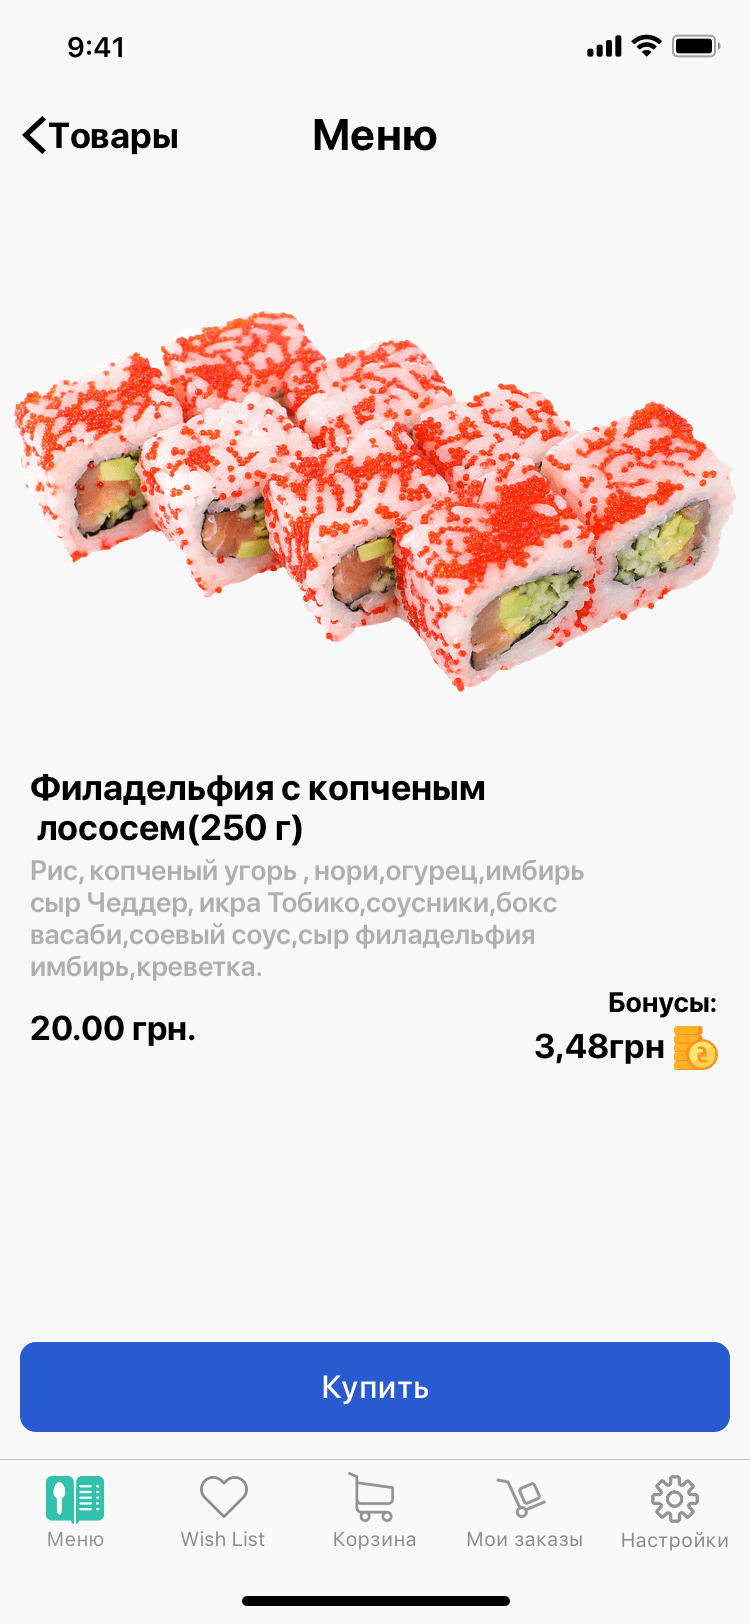 9:41
Товары
Меню
Филадельфия с копченым
лососем(250 г)
Рис, копченый угорь , нори,огурец,имбирь
сыр Чеддер, икра Тобико,соусники,бокс
васаби,соевый соус,сыр филадельфия
имбирь,креветка.
Бонусы:
20.00 грн.
3,48грн
Купить
Меню
Wish List
Корзина
Мои заказы
Настройки